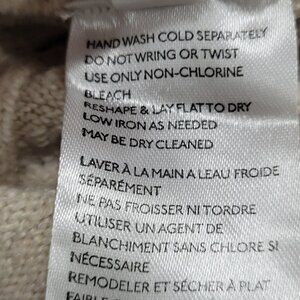 HAND WASH COLD SEPARATELY
DO NOT WRING OR TWIST
USE ONLY NON-CHLORINE
BLEACH
RESHAPE & LAY FLAT TO DRY
LOW IRON AS NEEDED
MAY BE DRY CLEANED
LAVER À LA MAIN A LEAU FROIDE
SÉPARÉMENT
NE PAS FROISSER NI TORDRE
UTILISER UN AGENT DE
BLANCHIMENT SANS CHLORE SI
NÉCESSAIRE
REMODELER ET SÉCHER À PLAT